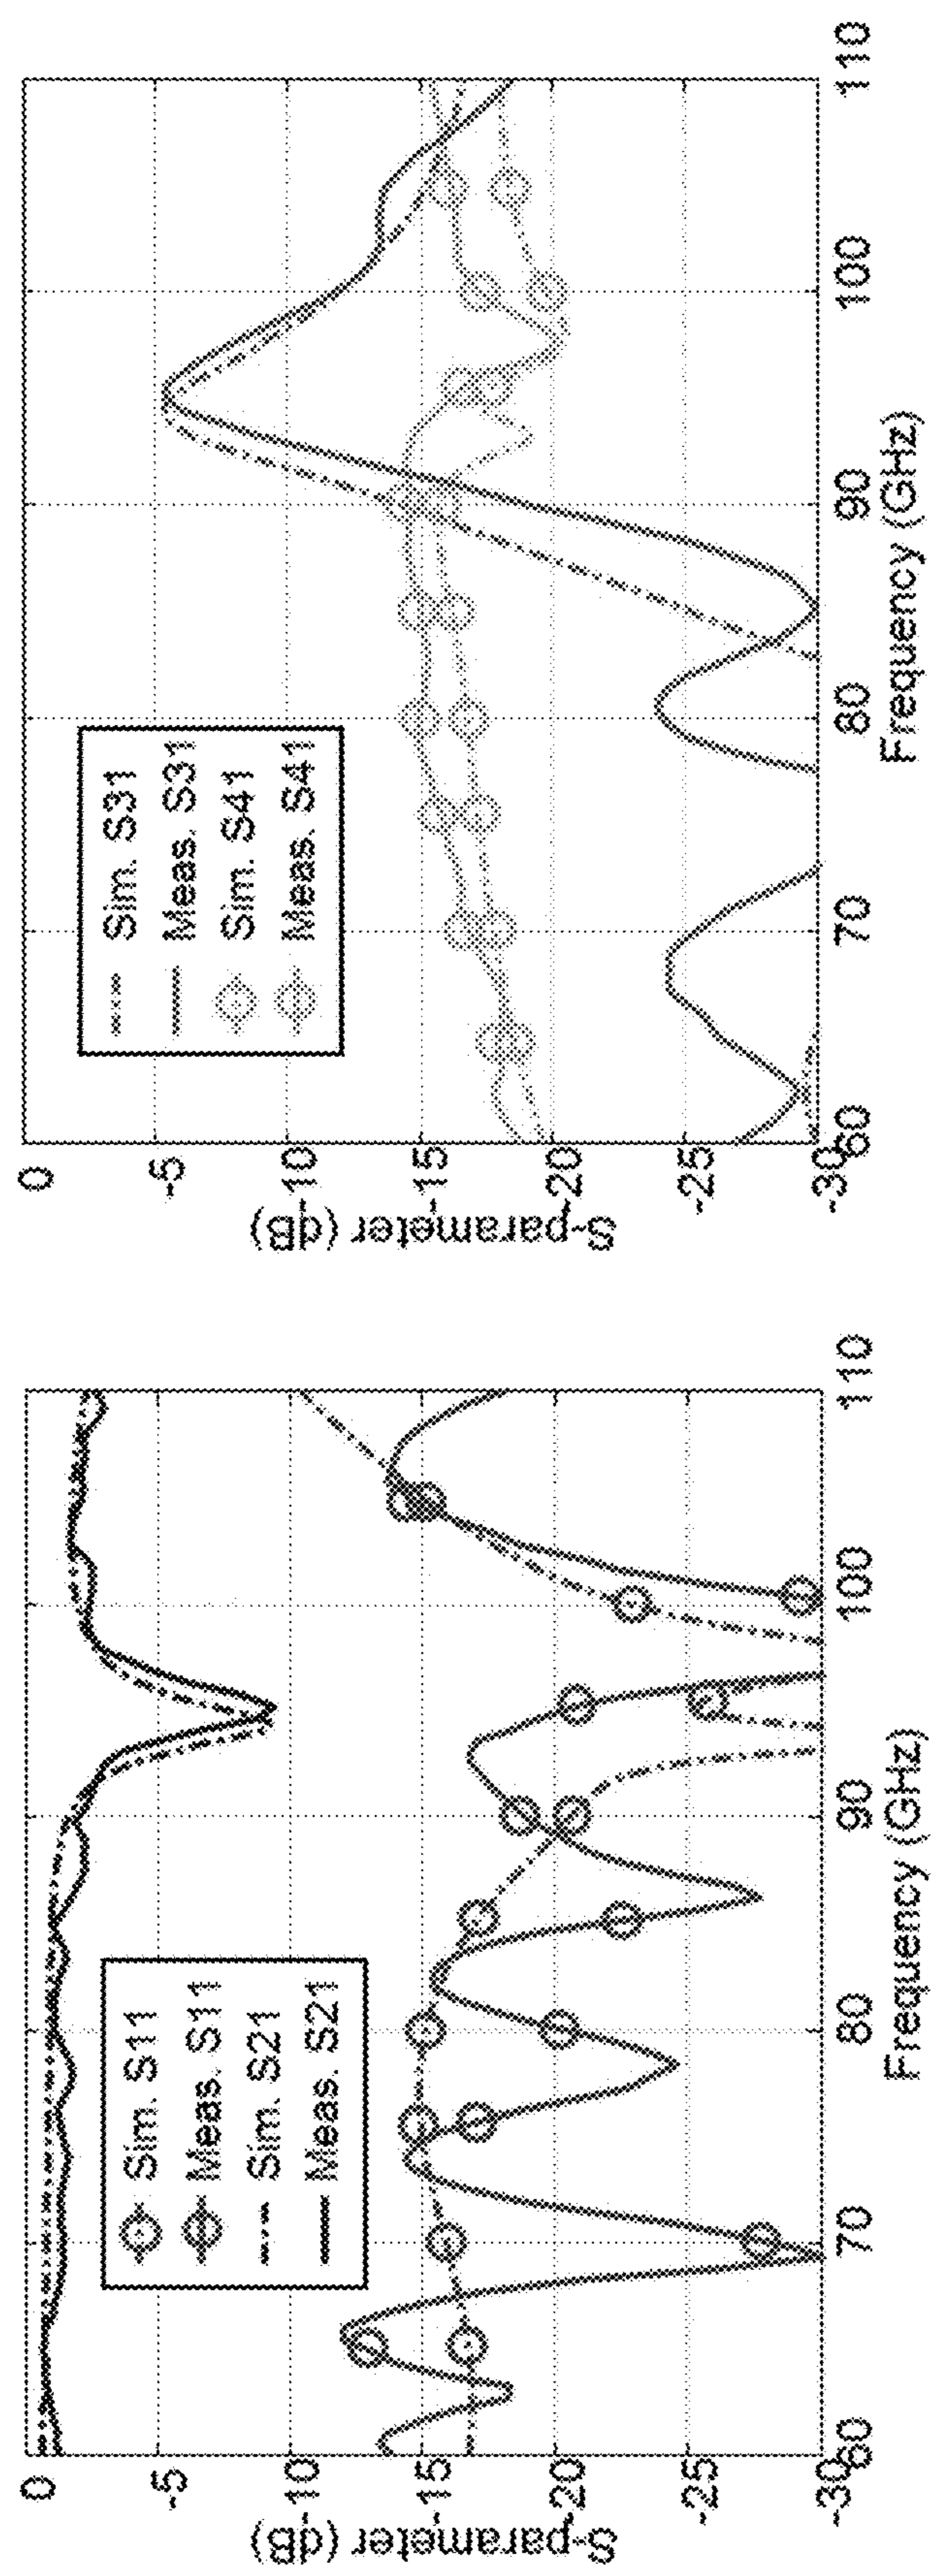 0
-5
-10
-15
-20
-25
-30
S-parameter (dB)
Sim. S11
Meas. S11
Sim. S21
Meas. S21
60
70
80
90
100
110
Frequency (GHz)
0
-5
-10
-15
-20
-25
-30
S-parameter (dB)
Sim. S31
Meas. S31
Sim. S41
Meas. S41
60
70
80
90
100
110
Frequency (GHz)